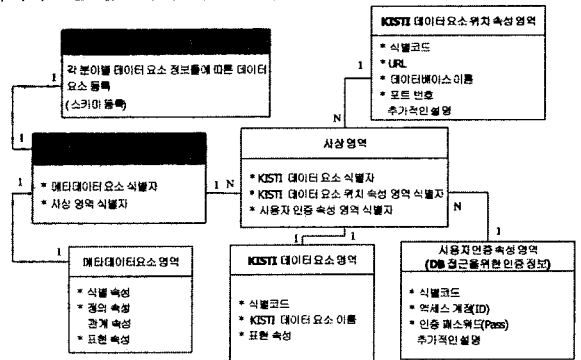 KISTI 데이터요소 위치 속성 영역
* 식별코드
* URL
* 데이터베이스 이름
* 포트 번호
추가적인 설명
1
각 분야별 데이터 요소 정보들에 따른 데이터
요소 등록
(스키마 등록)
1
N
1
사상 영역
* KISTI 데이터 요소 식별자
* KISTI 데이터 요소 위치 속성 영역 식별자
* 사용자 인증 속성 영역 식별자
1
* 메타데이터 요소 식별자
* 사상 영역 식별자
1 N
N
1
1
1
1
1
메타데이터요소 영역
* 식별 속성
* 정의 속성
관계 속성
* 표현 속성
KISTI 데이터 요소 영역
* 식별코드
* KISTI 데이터 요소 이름
* 표현 속성
사용자인증 속성 영역
(DB 접근을위한 인증 정보)
* 식별코드
* 액세스 계정(ID)
* 인증 패스워드(Pass)
추가적인 설명